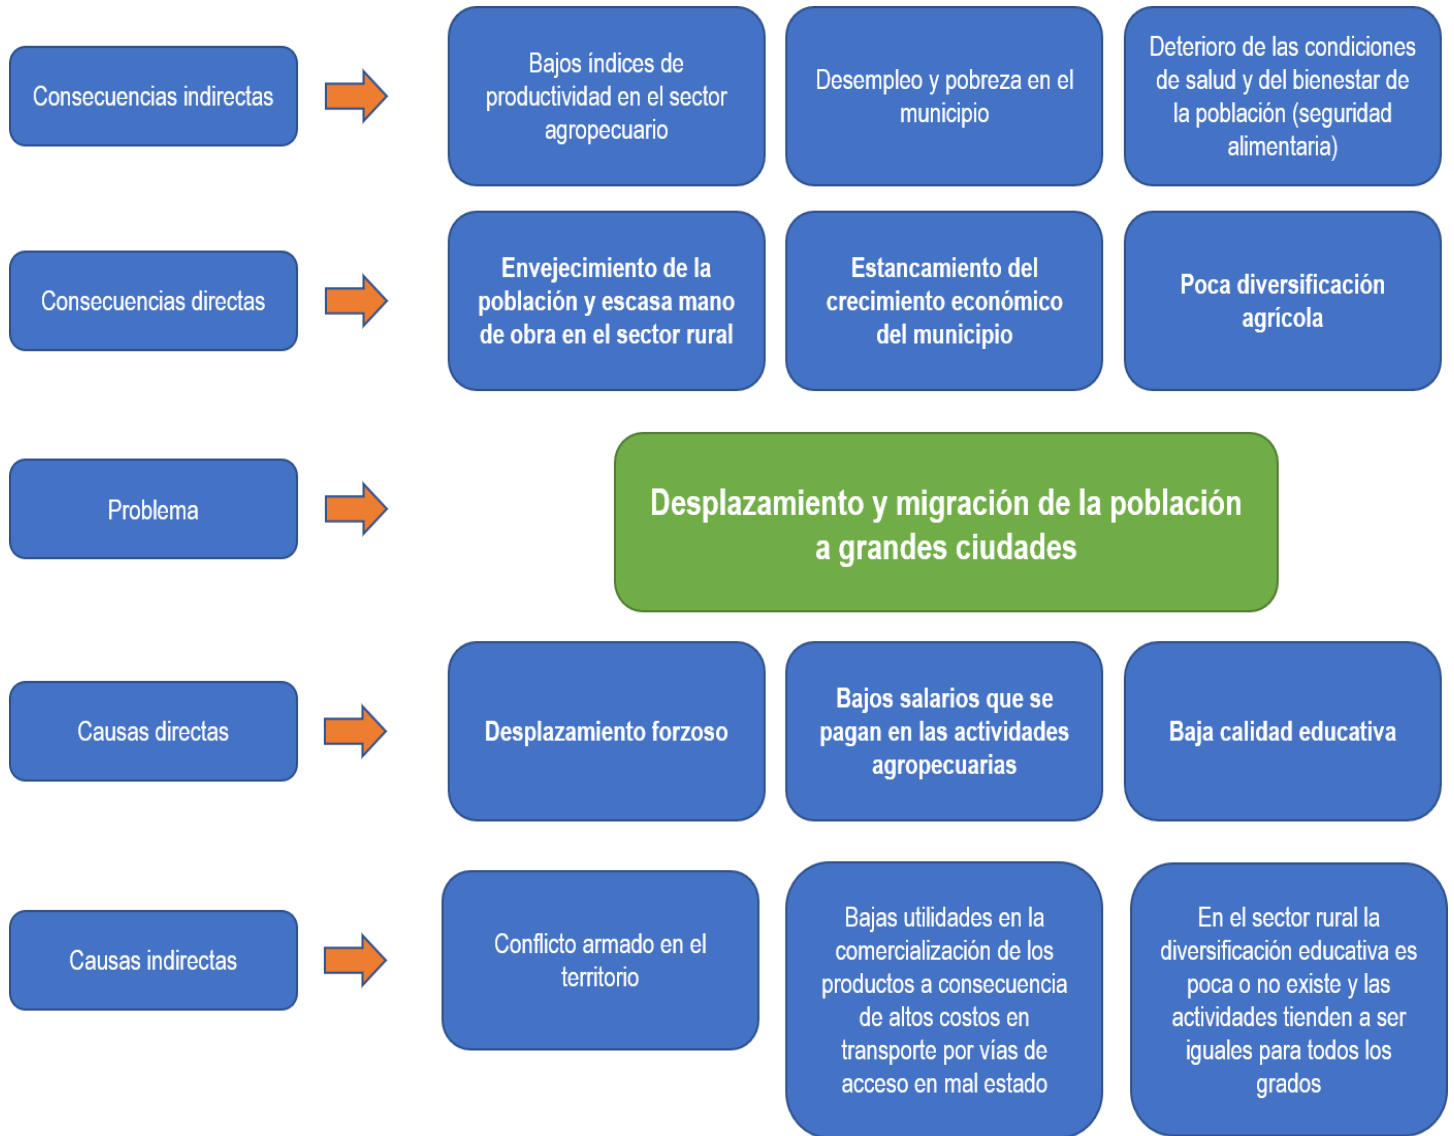 Consecuencias indirectas
Bajos índices de
productividad en el sector
agropecuario
Desempleo y pobreza en el
municipio
Deterioro de las condiciones
de salud y del bienestar de
la población (seguridad
alimentaria)
Consecuencias directas
Envejecimiento de la
población y escasa mano
de obra en el sector rural
Estancamiento del
crecimiento económico
del municipio
Poca diversificación
agrícola
Problema
Desplazamiento y migración de la población
a grandes ciudades
Causas directas
Desplazamiento forzoso
Bajos salarios que se
pagan en las actividades
agropecuarias
Baja calidad educativa
Causas indirectas
Conflicto armado en el
territorio
Bajas utilidades en la
comercialización de los
productos a consecuencia
de altos costos en
transporte por vías de
acceso en mal estado
En el sector rural la
diversificación educativa es
poca o no existe y las
actividades tienden a ser
iguales para todos los
grados